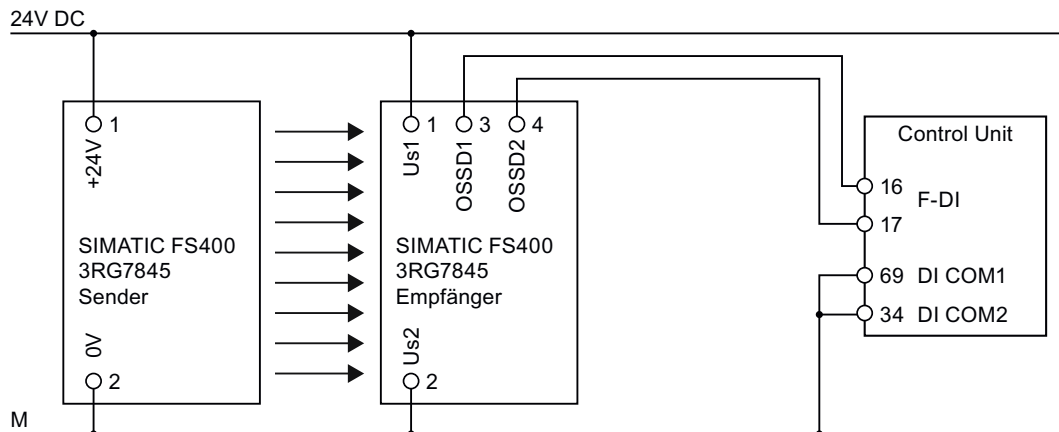 24V DC
1
+24V
SIMATIC FS400
3RG7845
Sender
0V
2
1
3
4
Us1
OSSD1
OSSD2
SIMATIC FS400
3RG7845
Empfänger
Us2
2
Control Unit
16
F-DI
17
69 DI COM1
34 DI COM2
M